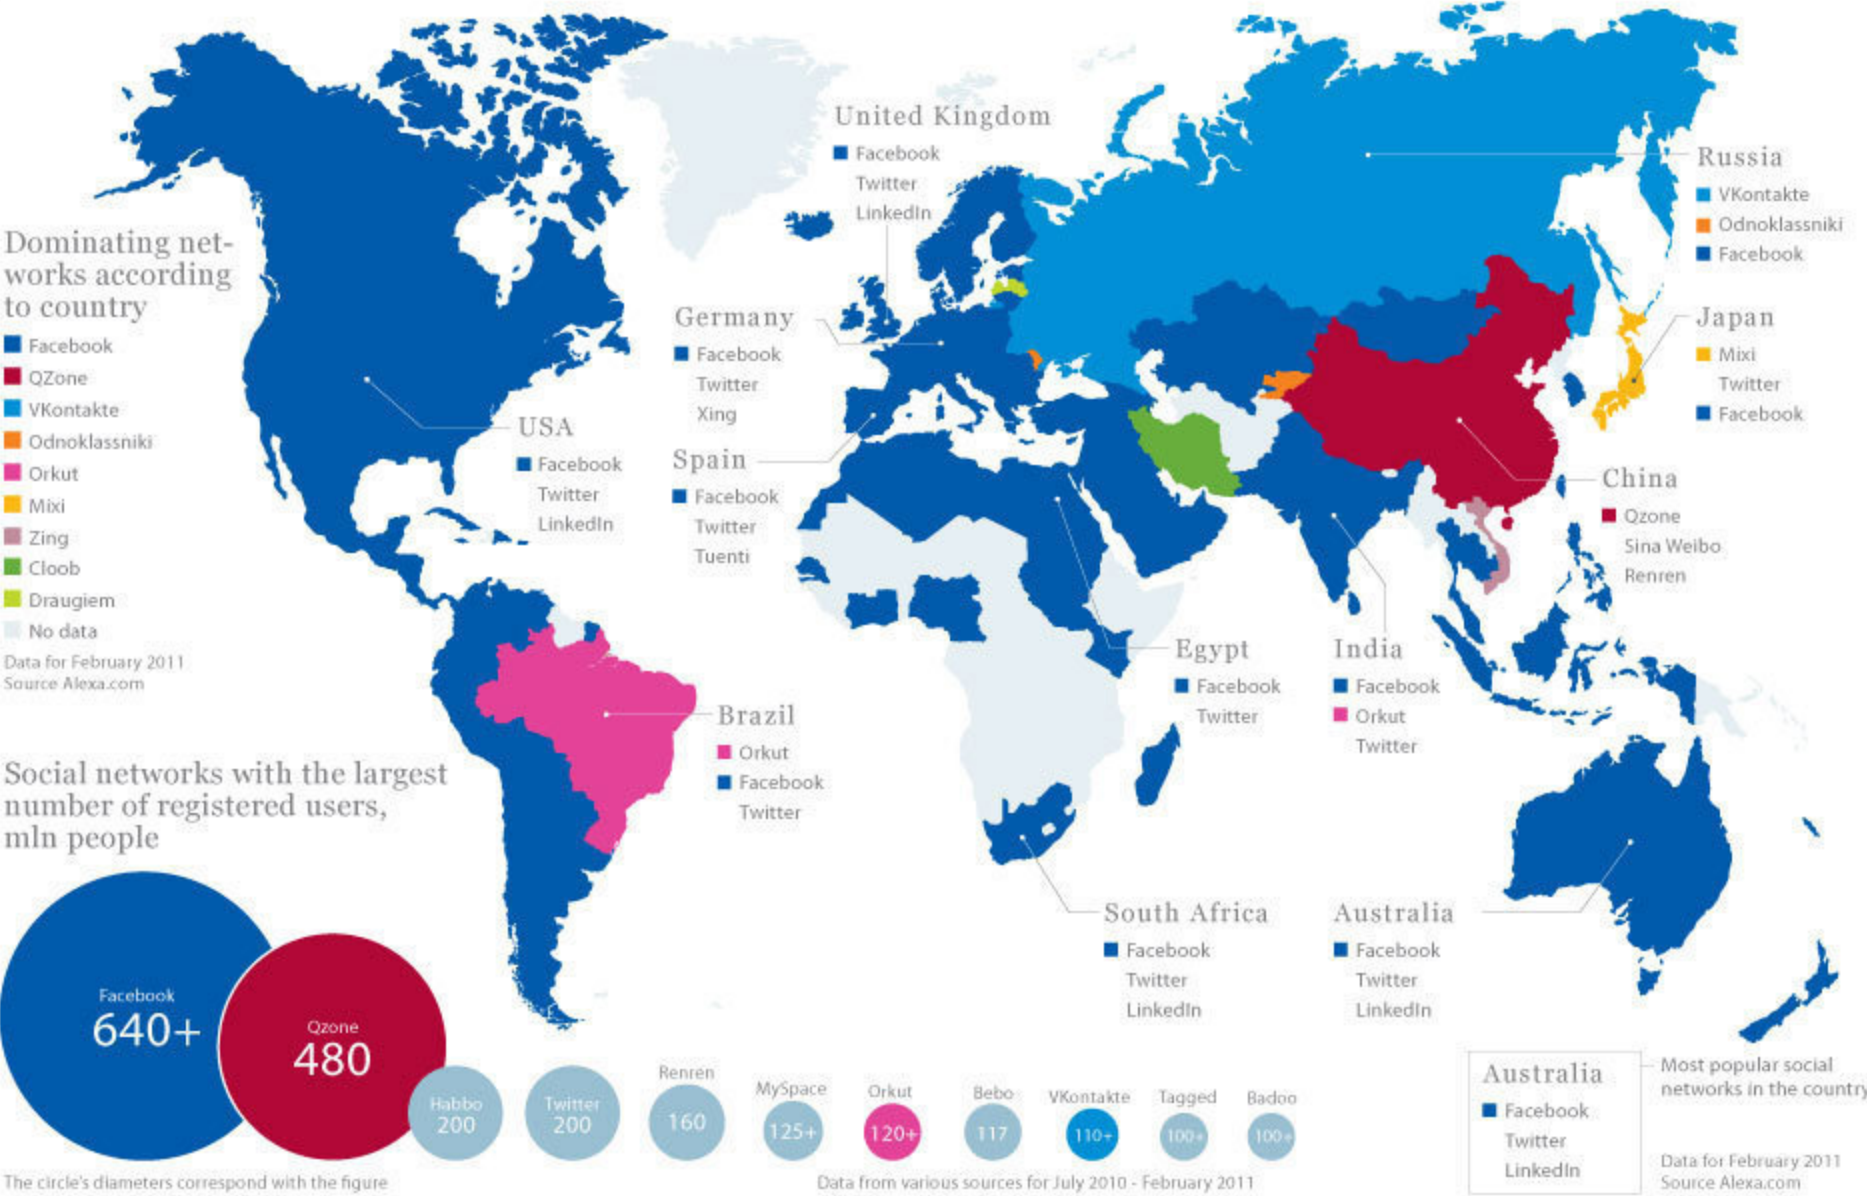 United Kingdom
Facebook
Twitter
LinkedIn
Russia
VKontakte
Odnoklassniki
Facebook
Dominating net-
works according
to country
Facebook
QZone
VKontakte
Odnoklassniki
Orkut
Mixi
Zing
Cloob
Draugiem
No data
Data for February 2011
Source Alexa.com
Germany
Facebook
Twitter
Xing
Japan
Mixi
Twitter
Facebook
USA
Facebook
Twitter
LinkedIn
Spain
Facebook
Twitter
Tuenti
China
Qzone
Sina Weibo
Renren
Egypt
Facebook
Twitter
India
Facebook
Orkut
Twitter
Brazil
Orkut
Facebook
Twitter
South Africa
Facebook
Twitter
LinkedIn
Australia
Facebook
Twitter
LinkedIn
Social networks with the largest
number of registered users,
mln people
Facebook
640+
Qzone
480
Habbo
200
Twitter
200
Renren
160
MySpace
125+
Orkut
120+
Bebo
117
VKontakte
110+
Tagged
100+
Badoo
100+
Australia
Facebook
Twitter
LinkedIn
Most popular social
networks in the country
Data for February 2011
Source Alexa.com
The circle's diameters correspond with the figure
Data from various sources for July 2010 - February 2011